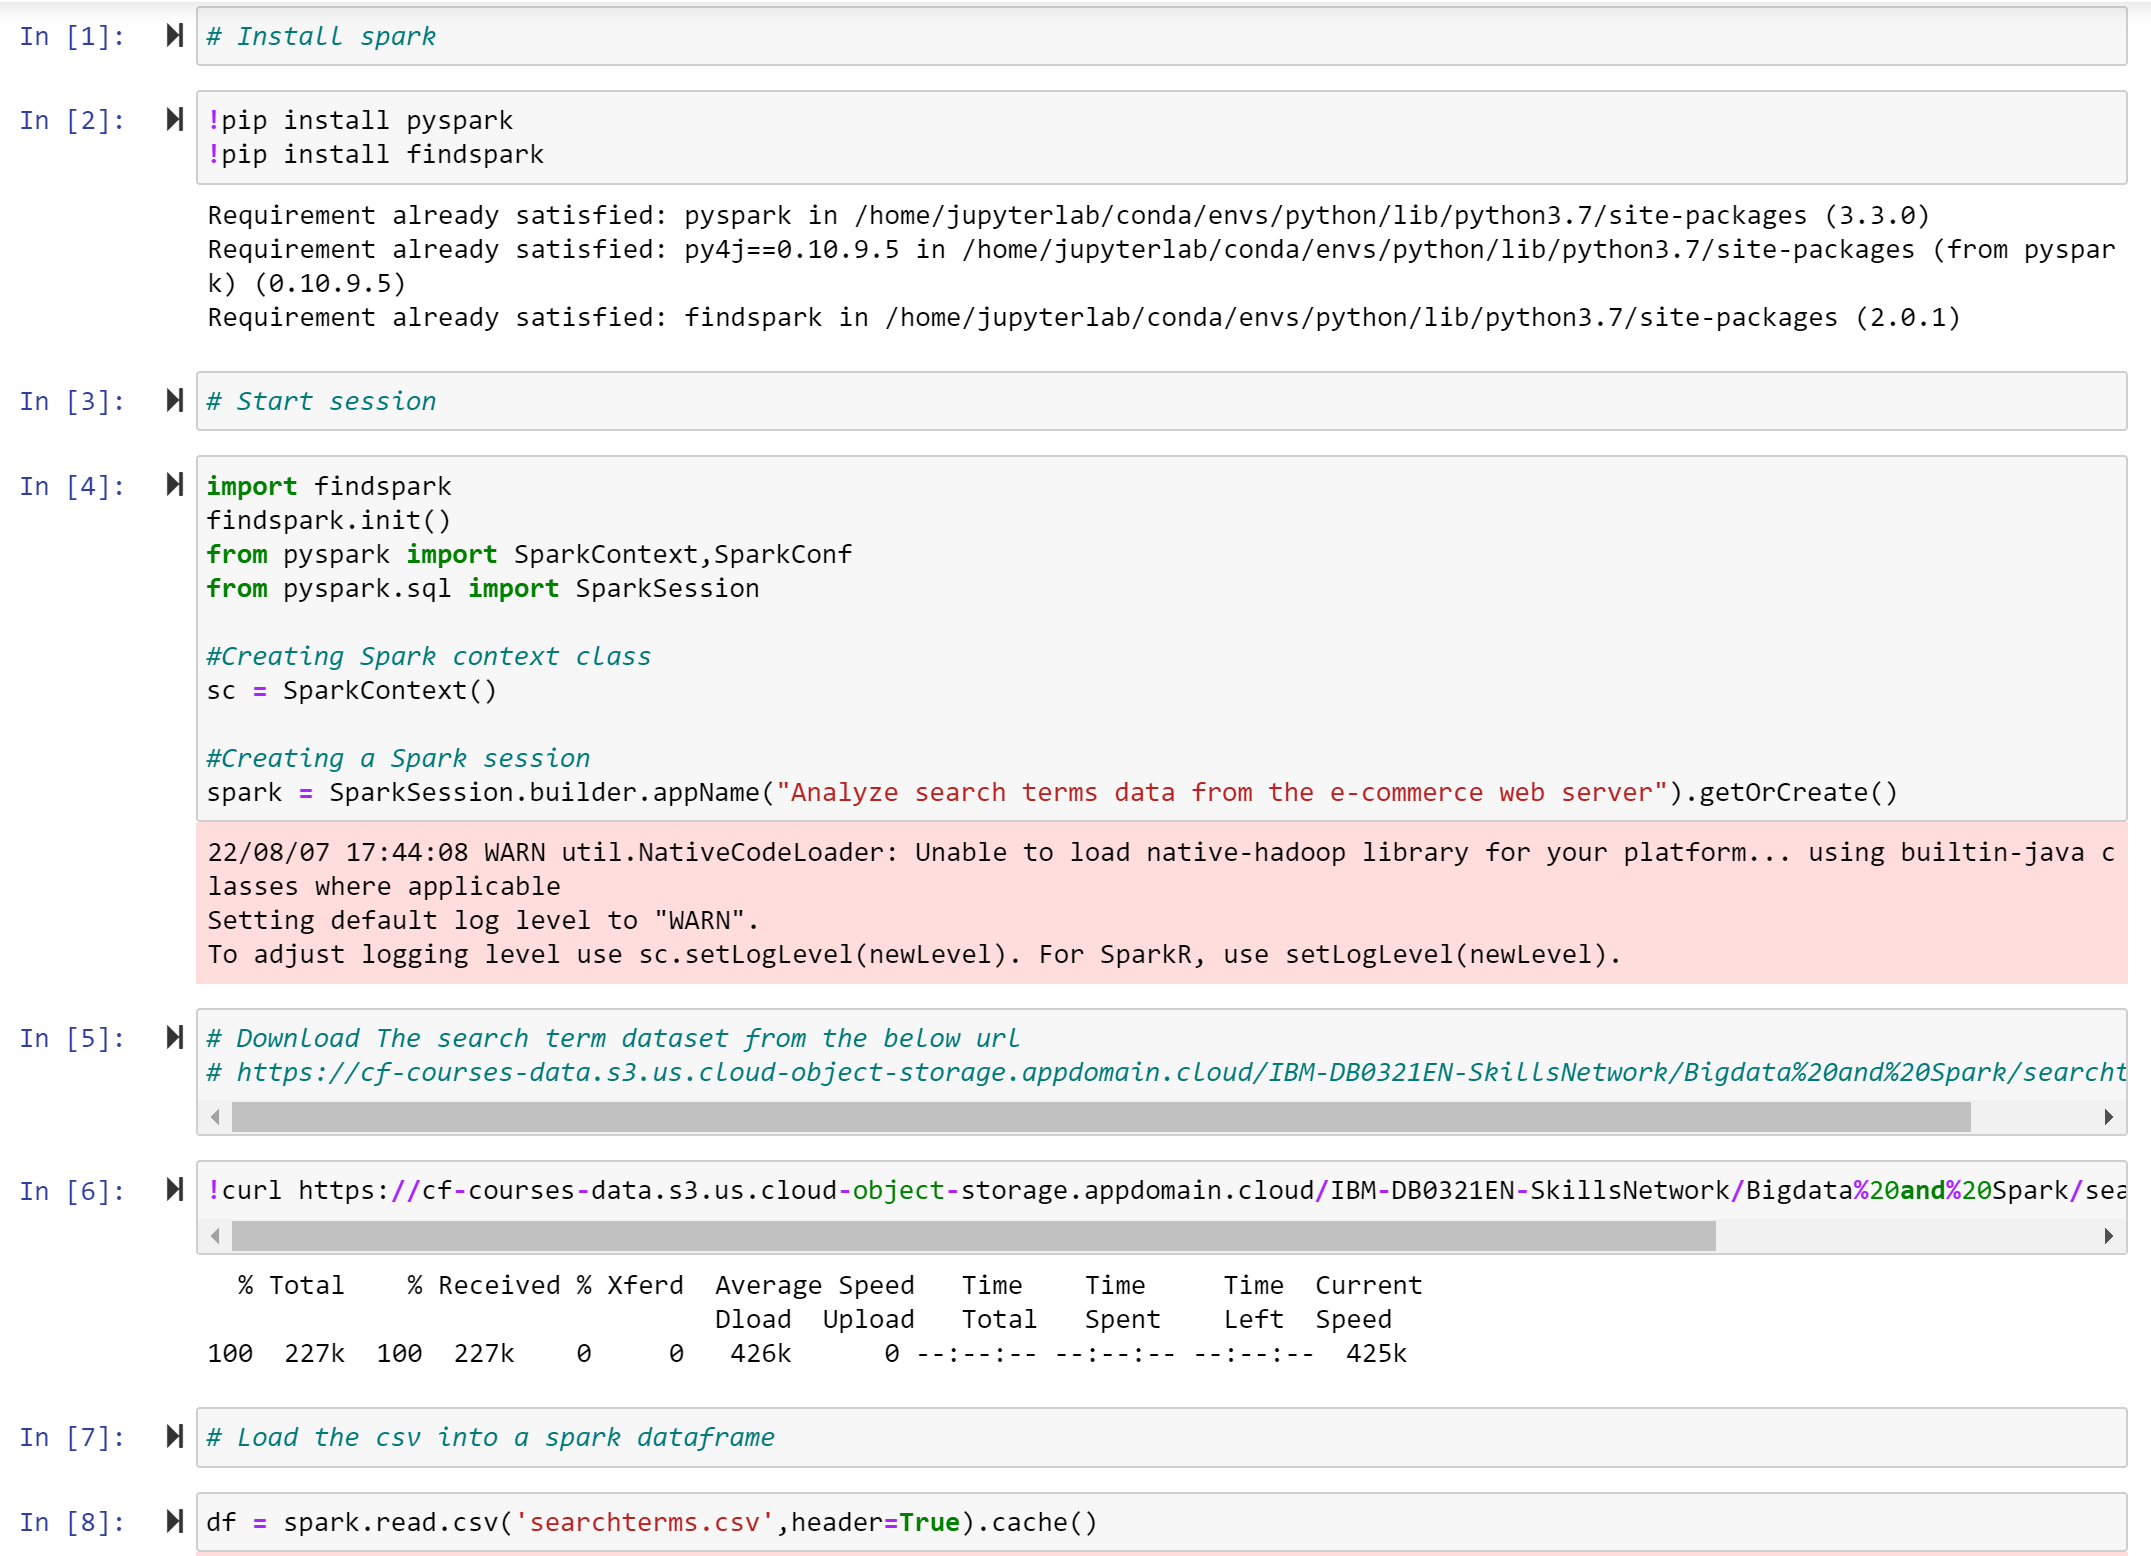 In [1]: # Install spark
In [2]: !pip install pyspark
!pip install findspark
Requirement already satisfied: pyspark in /home/jupyterlab/conda/envs/python/lib/python3.7/site-packages (3.3.0)
Requirement already satisfied: py4j==0.10.9.5 in /home/jupyterlab/conda/envs/python/lib/python3.7/site-packages (from pyspar
k) (0.10.9.5)
Requirement already satisfied: findspark in /home/jupyterlab/conda/envs/python/lib/python3.7/site-packages (2.0.1)
In [3]: # Start session
In [4]: import findspark
findspark.init()
from pyspark import SparkContext,SparkConf
from pyspark.sql import SparkSession
#Creating Spark context class
sc = SparkContext()
#Creating a Spark session
spark = SparkSession.builder.appName("Analyze search terms data from the e-commerce web server").getOrCreate()
22/08/07 17:44:08 WARN util.NativeCodeLoader: Unable to load native-hadoop library for your platform... using builtin-java c
lasses where applicable
Setting default log level to "WARN".
To adjust logging level use sc.setLogLevel(newLevel). For SparkR, use setLogLevel(newLevel).
In [5]: # Download The search term dataset from the below url
# https://cf-courses-data.s3.us.cloud-object-storage.appdomain.cloud/IBM-DB0321EN-SkillsNetwork/Bigdata%20and%20Spark/searcht
In [6]: !curl https://cf-courses-data.s3.us.cloud-object-storage.appdomain.cloud/IBM-DB0321EN-SkillsNetwork/Bigdata%20and%20Spark/sea
% Total % Received % Xferd Average Speed Time Time Time Current
Dload Upload Total Spent Left Speed
100 227k 100 227k 0 0 426k 0 --:--:-- --:--:-- --:--:-- 425k
In [7]: # Load the csv into a spark dataframe
In [8]: df = spark.read.csv('searchterms.csv',header=True).cache()